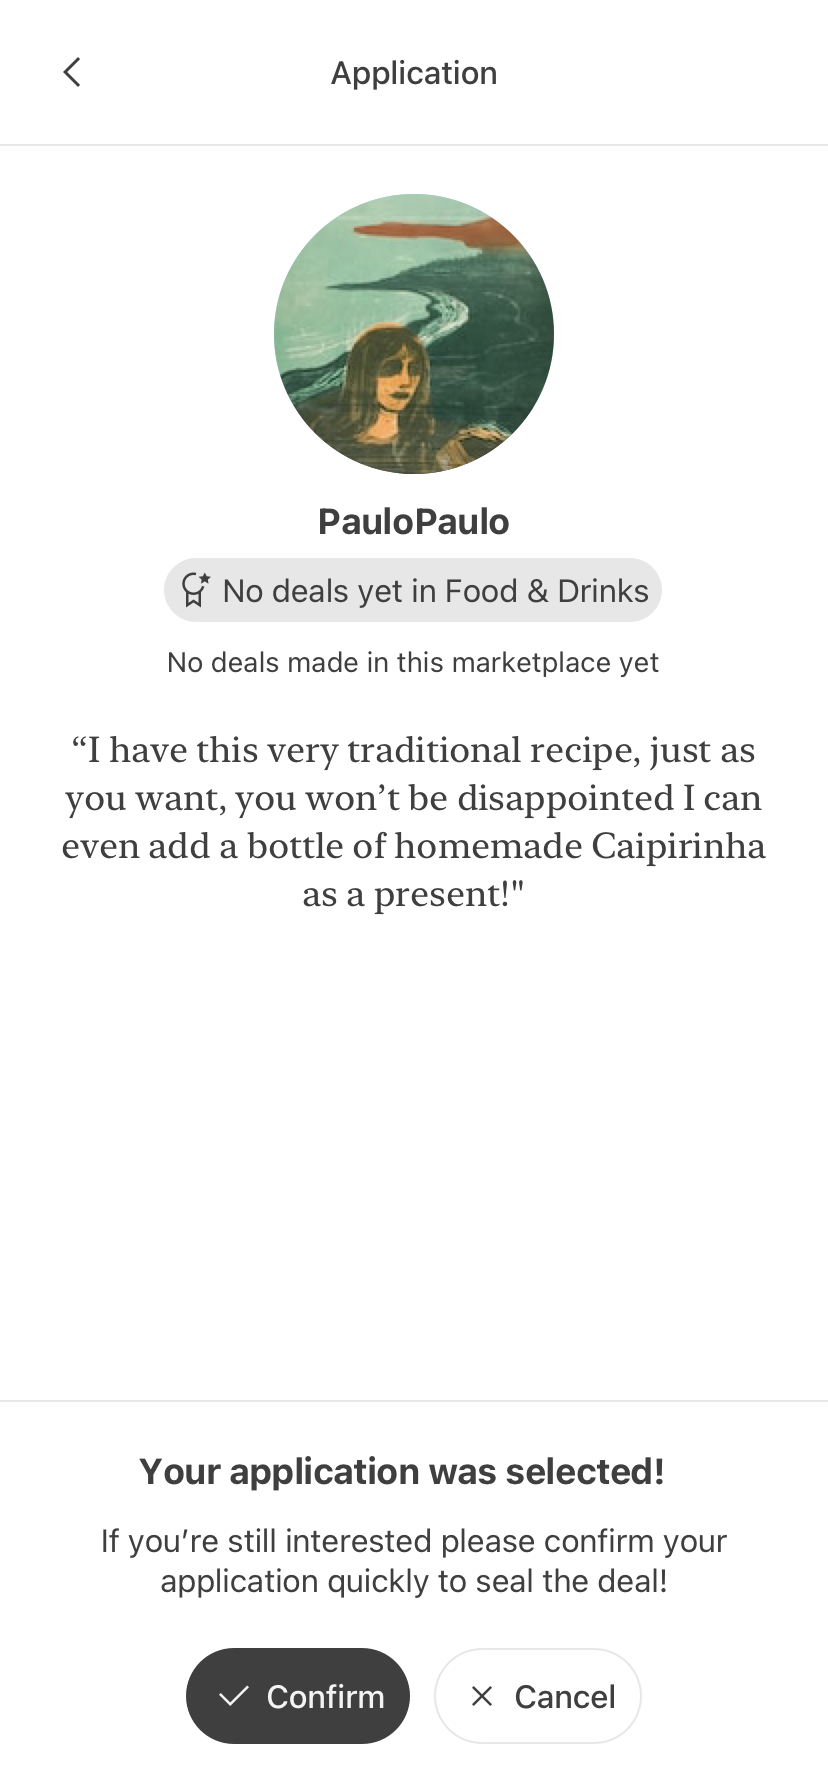 Application
PauloPaulo
No deals yet in Food & Drinks
No deals made in this marketplace yet
“I have this very traditional recipe, just as
you want, you won’t be disappointed I can
even add a bottle of homemade Caipirinha
as a present!"
Your application was selected!
If you’re still interested please confirm your
application quickly to seal the deal!
Confirm
Cancel